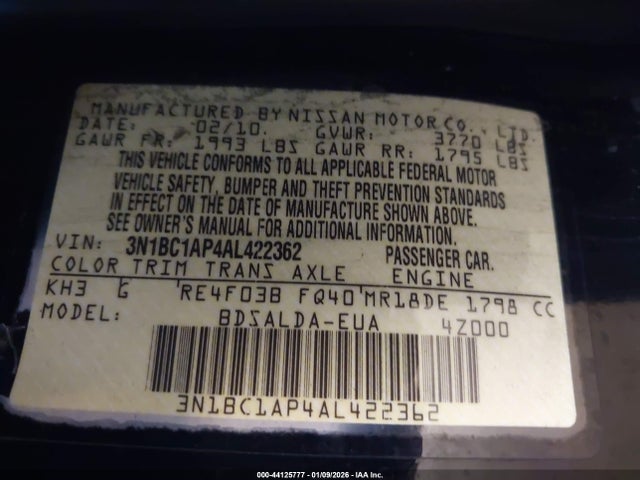 MANUFACTURED BY NISSAN MOTOR CO., LTD.
DATE: 02/10. GVWR: 3770 LBS
GAWR FR: 1993 LBS GAWR RR: 1795 LBS
THIS VEHICLE CONFORMS TO ALL APPLICABLE FEDERAL MOTOR
VEHICLE SAFETY, BUMPER AND THEFT PREVENTION STANDARDS
IN EFFECT ON THE DATE OF MANUFACTURE SHOWN ABOVE.
SEE OWNER'S MANUAL FOR ADDITIONAL INFORMATION.
VIN: 3N1BC1AP4AL422362 PASSENGER CAR.
COLOR TRIM TRANS AXLE ENGINE
KH3 G RE4F03B FQ40 MR18DE 1798 CC
MODEL: BDSALDA-EUA 4Z000
3N1BC1AP4AL422362
000-44125777 - 01/09/2026 - IAA Inc.